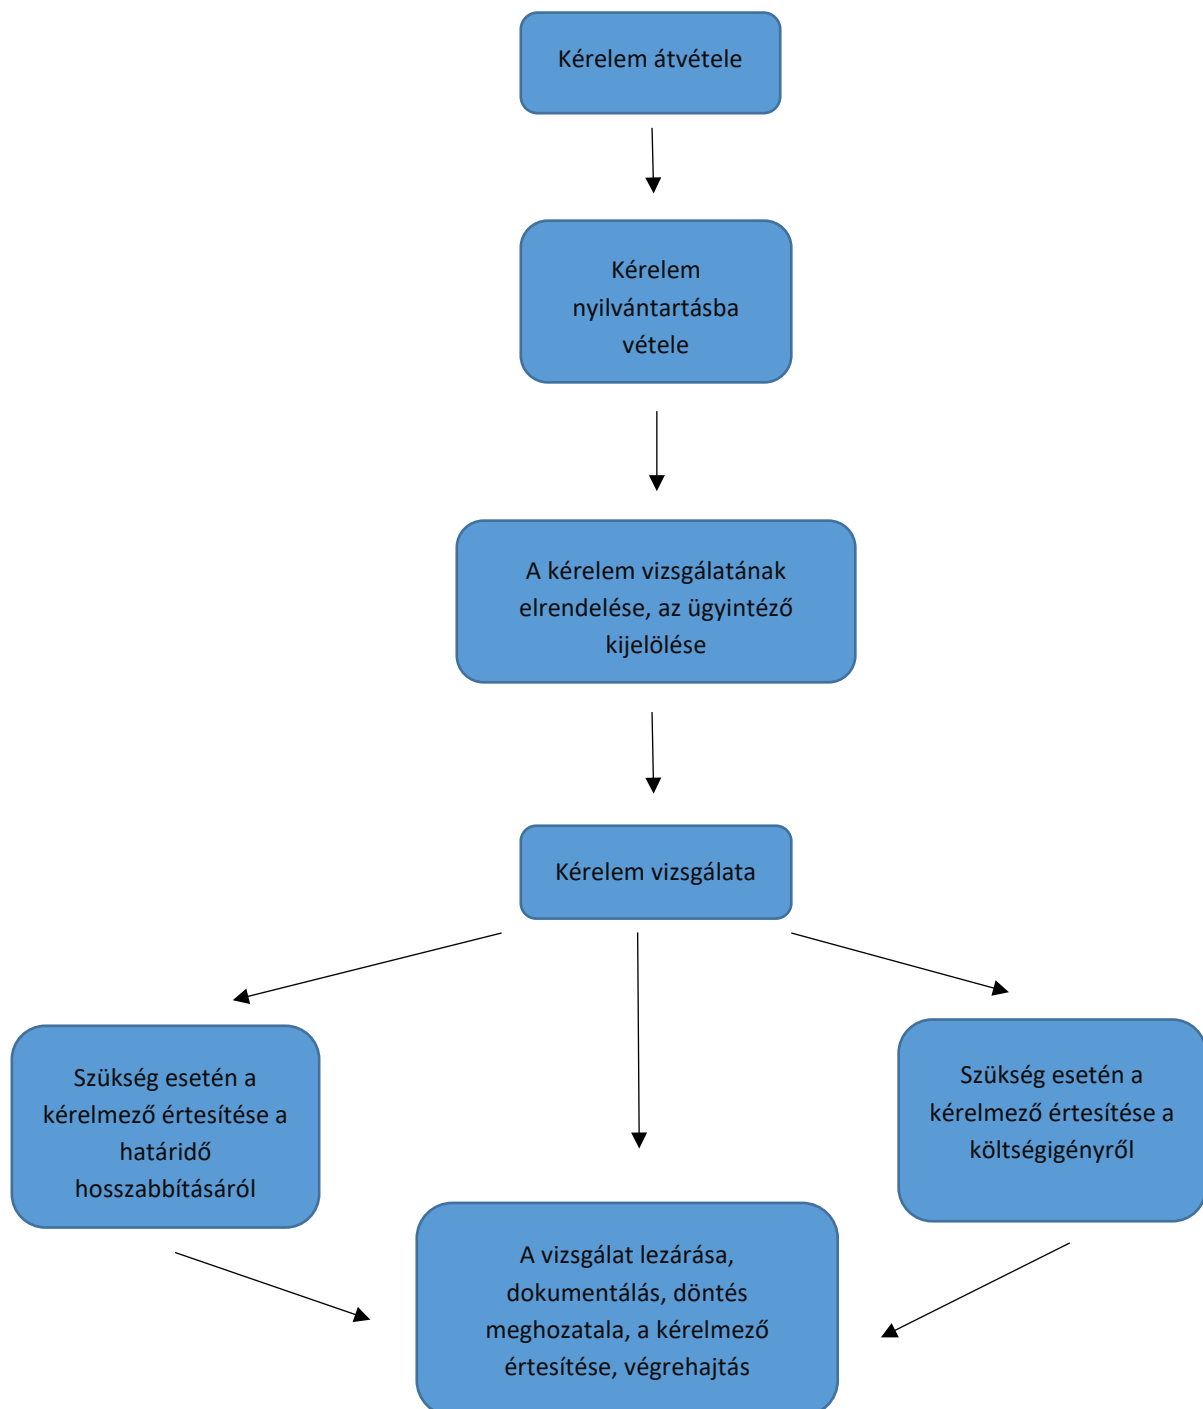 Kérelem átvétele
Kérelem
nyilvántartásba
vétele
A kérelem vizsgálatának
elrendelése, az ügyintéző
kijelölése
Kérelem vizsgálata
Szükség esetén a
kérelmező értesítése a
határidő
hosszabbításáról
Szükség esetén a
kérelmező értesítése a
költségigényről
A vizsgálat lezárása,
dokumentálás, döntés
meghozatala, a kérelmező
értesítése, végrehajtás